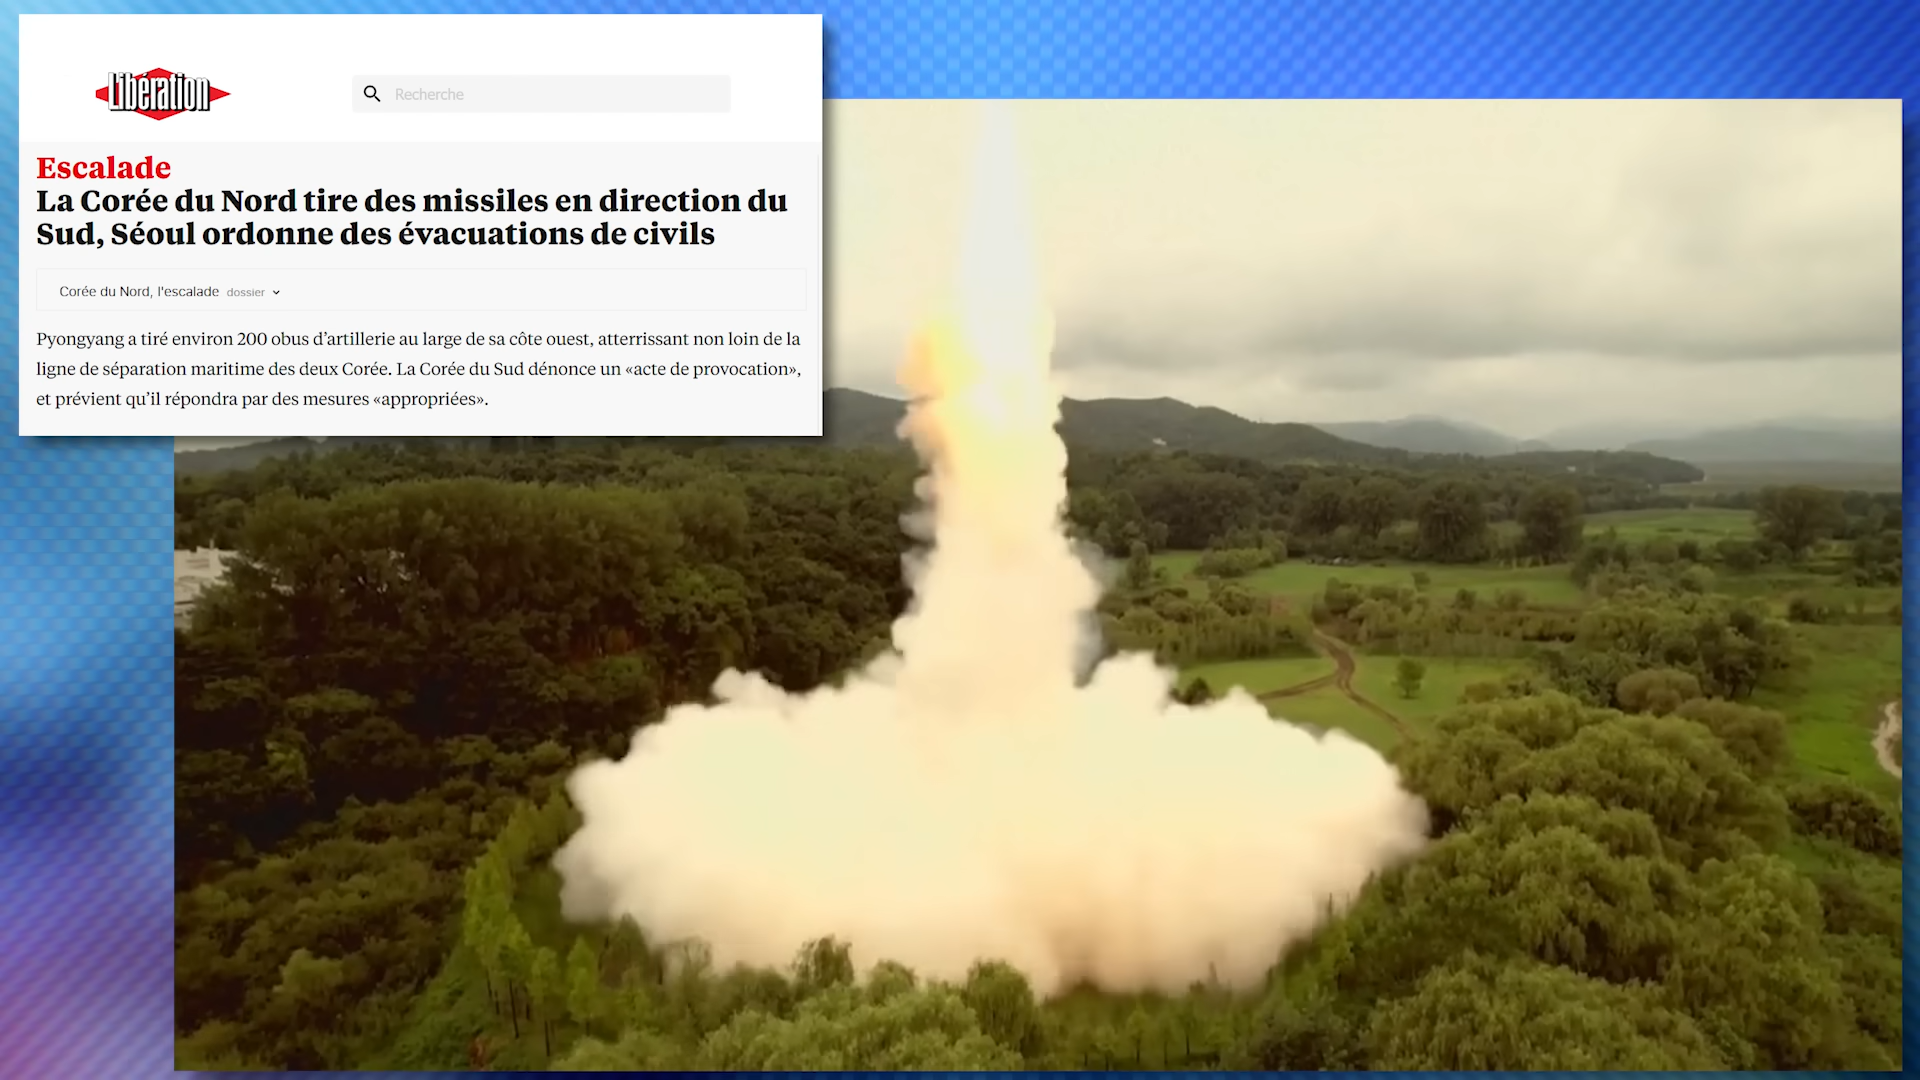 Libération
Recherche
Escalade
La Corée du Nord tire des missiles en direction du
Sud, Séoul ordonne des évacuations de civils
Corée du Nord, l'escalade dossier
Pyongyang a tiré environ 200 obus d’artillerie au large de sa côte ouest, atterrissant non loin de la
ligne de séparation maritime des deux Corée. La Corée du Sud dénonce un «acte de provocation»,
et prévient qu’il répondra par des mesures «appropriées».